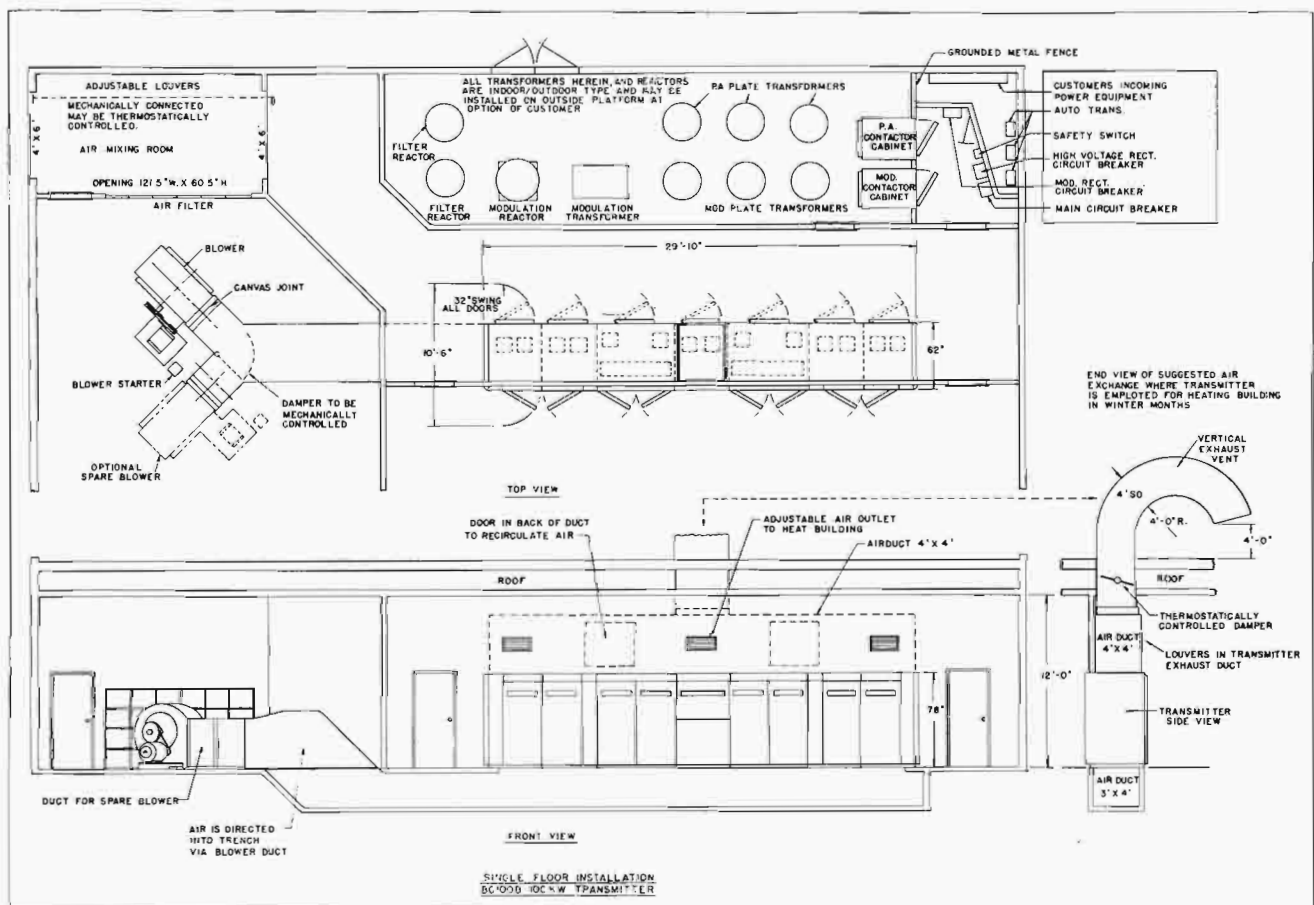 ADJUSTABLE LOUVERS
MECHANICALLY CONNECTED
MAY BE THERMOSTATICALLY
CONTROLLED.
4' X 6'
4' X 6'
AIR MIXING ROOM
OPENING 121.5" W. X 60.5" H
AIR FILTER
BLOWER
CANVAS JOINT
BLOWER STARTER
DAMPER TO BE
MECHANICALLY
CONTROLLED
OPTIONAL
SPARE BLOWER
ALL TRANSFORMERS HEREIN, AND REACTORS
ARE INDOOR/OUTDOOR TYPE AND MAY BE
INSTALLED ON OUTSIDE PLATFORM AT
OPTION OF CUSTOMER
P.A PLATE TRANSFORMERS
FILTER
REACTOR
FILTER
REACTOR
MODULATION
REACTOR
MODULATION
TRANSFORMER
MOD PLATE TRANSFORMERS
P.A.
CONTACTOR
CABINET
MOD.
CONTACTOR
CABINET
GROUNDED METAL FENCE
CUSTOMERS INCOMING
POWER EQUIPMENT
AUTO TRANS.
SAFETY SWITCH
HIGH VOLTAGE RECT.
CIRCUIT BREAKER
MOD. RECT.
CIRCUIT BREAKER
MAIN CIRCUIT BREAKER
29'-10"
32" SWING
ALL DOORS
10'-6"
62"
TOP VIEW
END VIEW OF SUGGESTED AIR
EXCHANGE WHERE TRANSMITTER
IS EMPLOYED FOR HEATING BUILDING
IN WINTER MONTHS
VERTICAL
EXHAUST
VENT
4' SQ
4'-0" R.
4'-0"
ROOF
THERMOSTATICALLY
CONTROLLED DAMPER
AIR DUCT
4' X 4'
LOUVERS IN TRANSMITTER
EXHAUST DUCT
TRANSMITTER
SIDE VIEW
AIR DUCT
3' X 4'
DOOR IN BACK OF DUCT
TO RECIRCULATE AIR
ADJUSTABLE AIR OUTLET
TO HEAT BUILDING
AIRDUCT 4' X 4'
ROOF
12'-0"
78"
DUCT FOR SPARE BLOWER
AIR IS DIRECTED
INTO TRENCH
VIA BLOWER DUCT
FRONT VIEW
SINGLE FLOOR INSTALLATION
BC100B 100KW TRANSMITTER